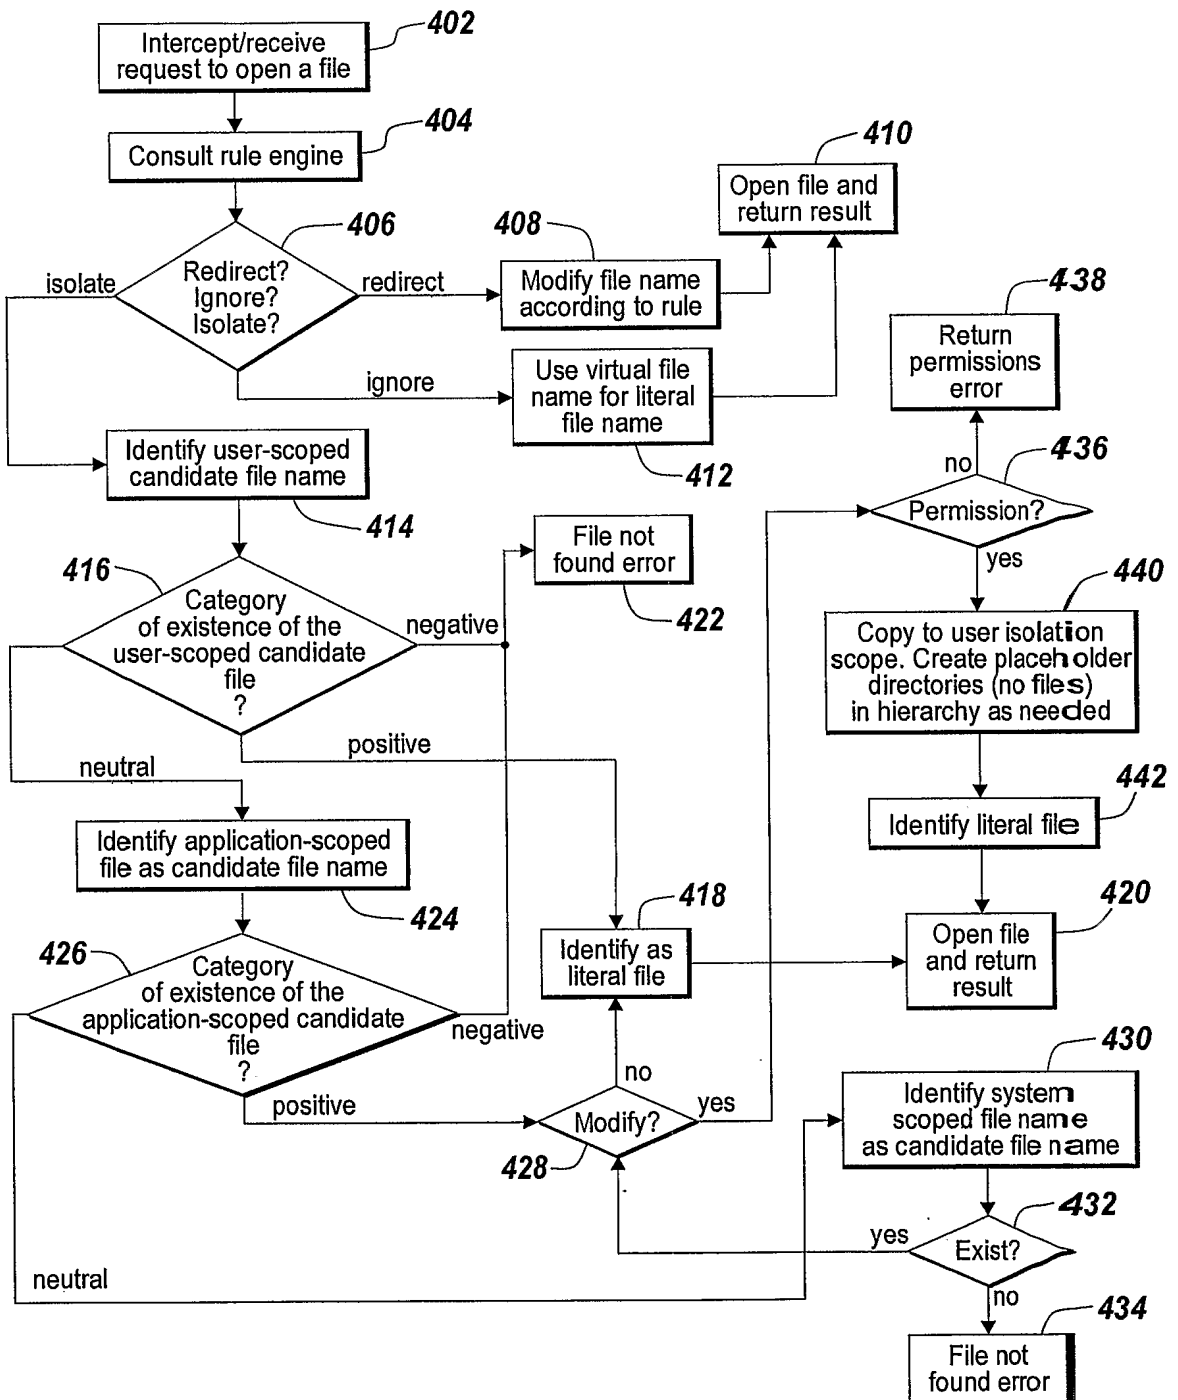 402
Intercept/receive
request to open a file
404
Consult rule engine
410
Open file and
return result
406
Redirect?
Ignore?
Isolate?
isolate
redirect
408
Modify file name
according to rule
ignore
Use virtual file
name for literal
file name
412
438
Return
permissions
error
Identify user-scoped
candidate file name
414
no
436
Permission?
yes
416
Category
of existence of the
user-scoped candidate
file
?
negative
File not
found error
422
440
Copy to user isolation
scope. Create placeholder
directories (no files)
in hierarchy as needed
positive
neutral
442
Identify literal file
Identify application-scoped
file as candidate file name
424
418
Identify as
literal file
420
Open file
and return
result
426
Category
of existence of the
application-scoped candidate
file
?
negative
positive
no
Modify?
yes
428
430
Identify system
scoped file name
as candidate file name
432
Exist?
yes
no
neutral
434
File not
found error